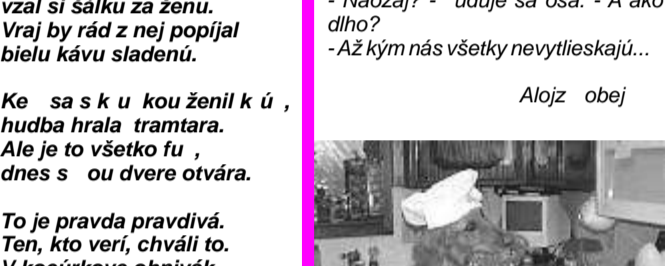 vzal si šálku za ženu.
Vraj by rád z nej popíjal
bielu kávu sladenú.
Ke sa s k u kou ženil k ú ,
hudba hrala tramtara.
Ale je to všetko fu ,
dnes s ou dvere otvára.
To je pravda pravdivá.
Ten, kto verí, chváli to.
- Naozaj? - uduje sa osa. - A ako
dlho?
- Až kým nás všetky nevytlieskajú...
Alojz obej